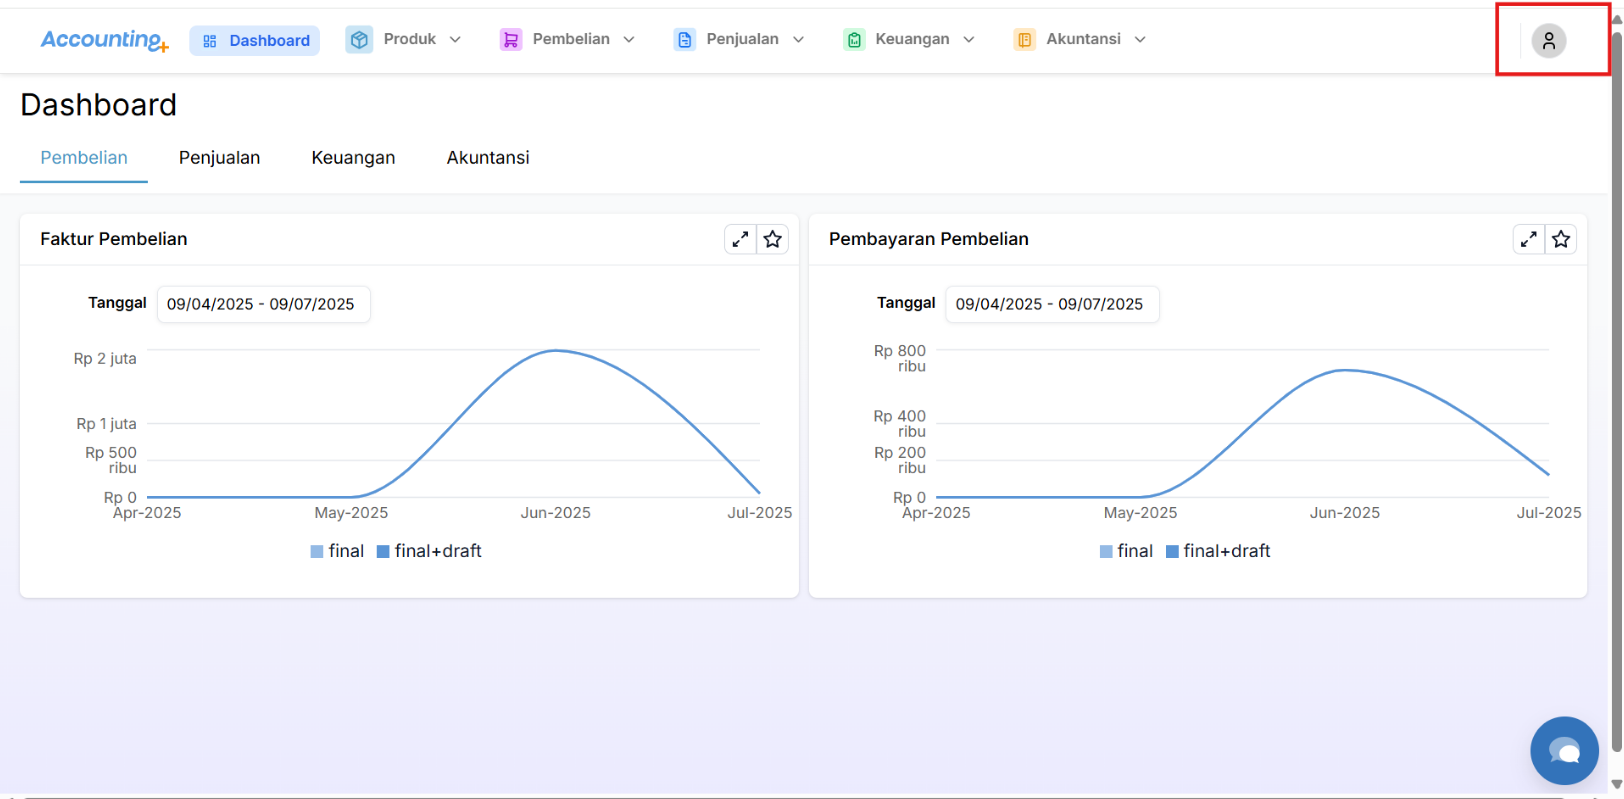 Accounting+ Dashboard Produk Pembelian Penjualan Keuangan Akuntansi
Dashboard
Pembelian Penjualan Keuangan Akuntansi
Faktur Pembelian
Tanggal 09/04/2025 - 09/07/2025
Rp 2 juta
Rp 1 juta
Rp 500
ribu
Rp 0
Apr-2025 May-2025 Jun-2025 Jul-2025
final final+draft
Pembayaran Pembelian
Tanggal 09/04/2025 - 09/07/2025
Rp 800
ribu
Rp 400
ribu
Rp 200
ribu
Rp 0
Apr-2025 May-2025 Jun-2025 Jul-2025
final final+draft